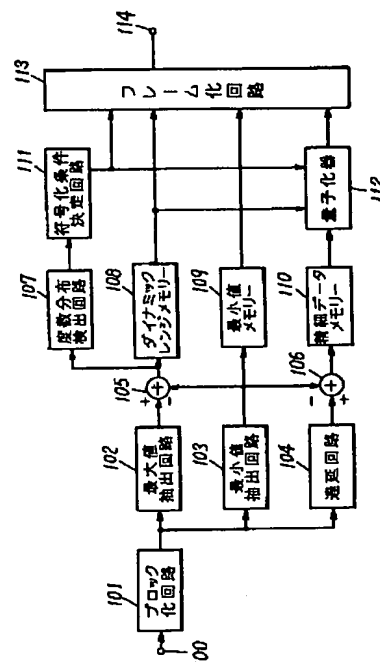 00
101
ブロック
化回路
102
最大値
抽出回路
103
最小値
抽出回路
104
遅延回路
105
+
-
106
-
+
107
度数分布
検出回路
108
ダイナミック
レンジメモリー
109
最小値
メモリー
110
精細データ
メモリー
111
符号化条件
決定回路
112
量子化器
113
フレーム化回路
114